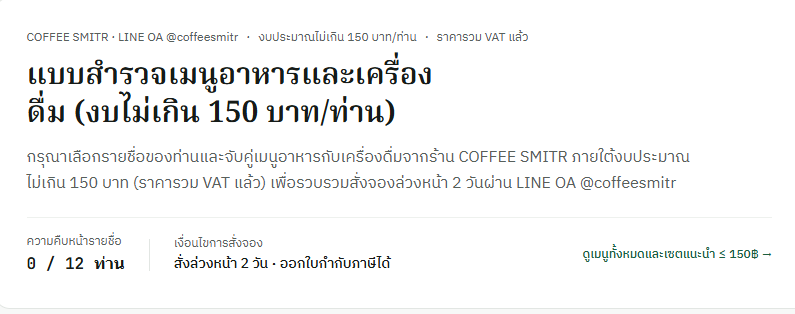 COFFEE SMITR · LINE OA @coffeesmitr · งบประมาณไม่เกิน 150 บาท/ท่าน · ราคารวม VAT แล้ว
แบบสำรวจเมนูอาหารและเครื่อง
ดื่ม (งบไม่เกิน 150 บาท/ท่าน)
กรุณาเลือกรายชื่อของท่านและจับคู่เมนูอาหารกับเครื่องดื่มจากร้าน COFFEE SMITR ภายใต้งบประมาณ
ไม่เกิน 150 บาท (ราคารวม VAT แล้ว) เพื่อรวบรวมสั่งจองล่วงหน้า 2 วันผ่าน LINE OA @coffeesmitr
ความคืบหน้ารายชื่อ
0 / 12 ท่าน
เงื่อนไขการสั่งจอง
สั่งล่วงหน้า 2 วัน · ออกใบกำกับภาษีได้
ดูเมนูทั้งหมดและเซตแนะนำ ≤ 150฿ →